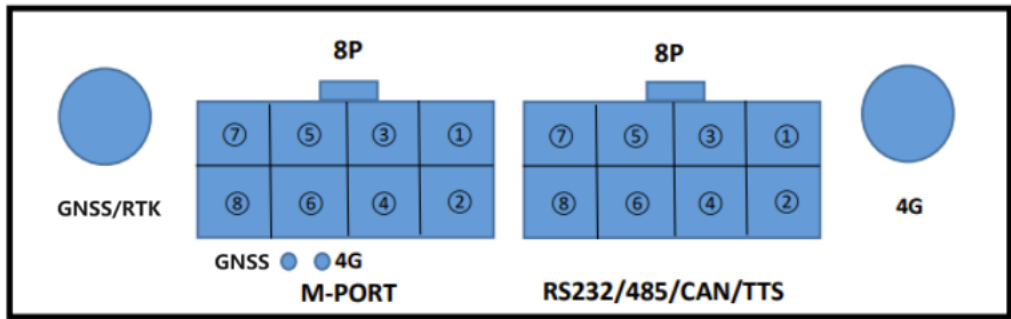 8P 8P
⑦ ⑤ ③ ① ⑦ ⑤ ③ ①
⑧ ⑥ ④ ② ⑧ ⑥ ④ ②
GNSS/RTK 4G
GNSS 4G
M-PORT RS232/485/CAN/TTS